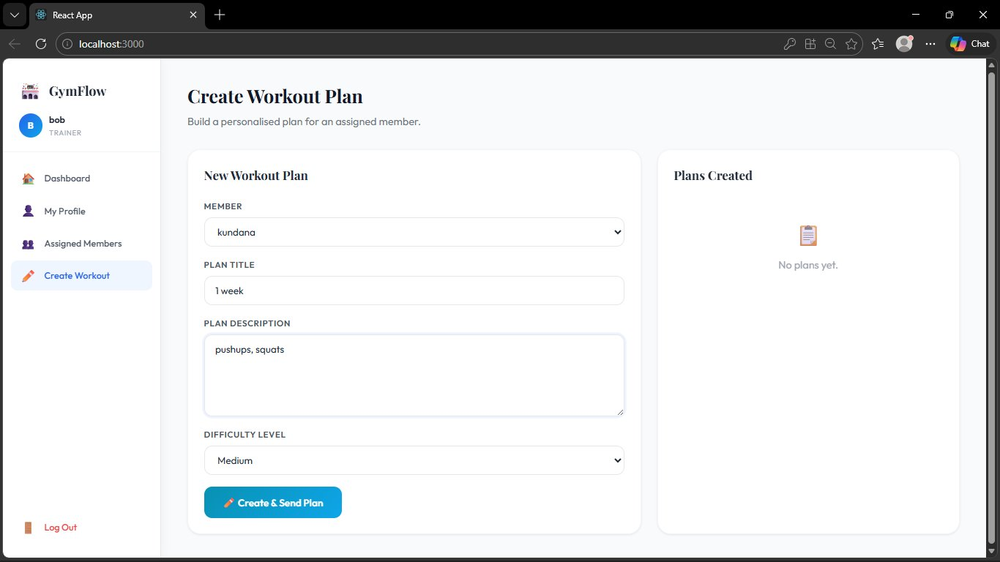 React App
localhost:3000
Chat
GymFlow
B
bob
TRAINER
Dashboard
My Profile
Assigned Members
Create Workout
Log Out
Create Workout Plan
Build a personalised plan for an assigned member.
New Workout Plan
MEMBER
kundana
PLAN TITLE
1 week
PLAN DESCRIPTION
pushups, squats
DIFFICULTY LEVEL
Medium
Create & Send Plan
Plans Created
No plans yet.